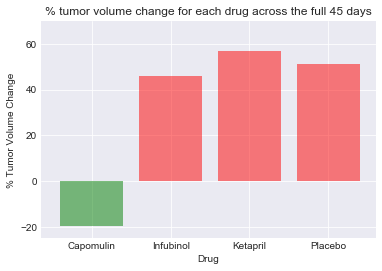 % tumor volume change for each drug across the full 45 days
60
40
20
0
−20
% Tumor Volume Change
Capomulin Infubinol Ketapril Placebo
Drug